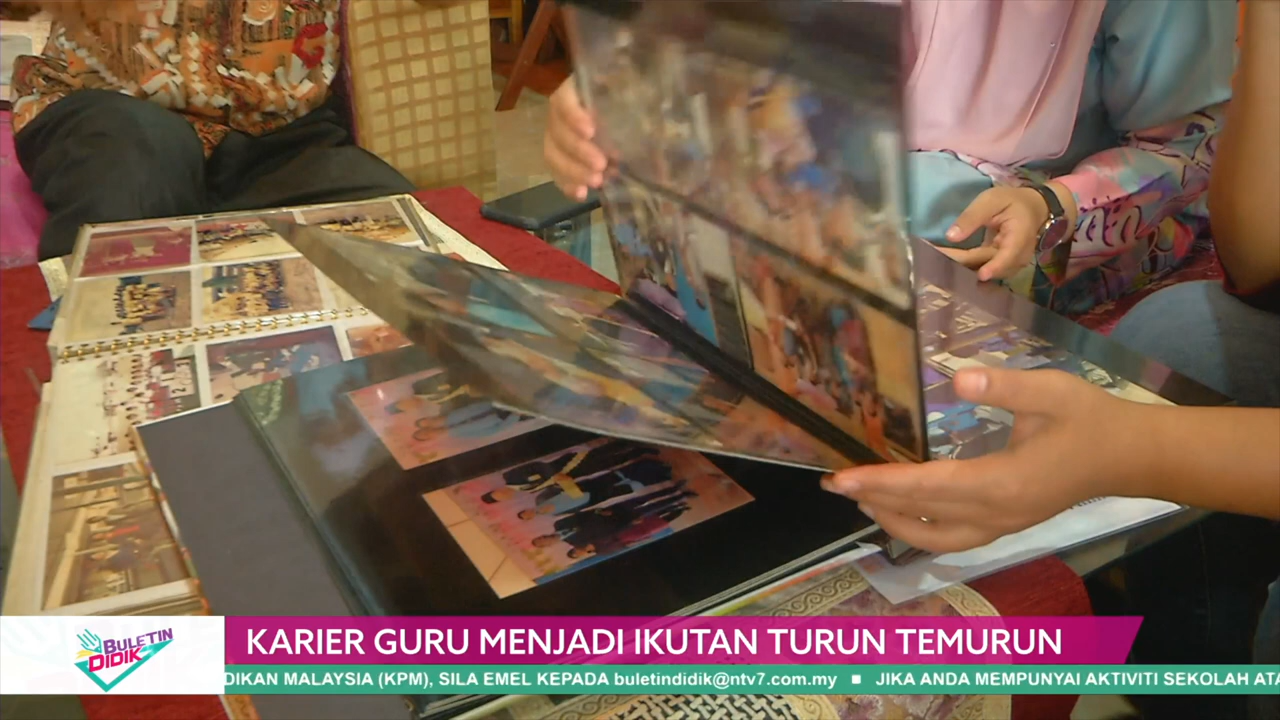 BULETIN
DIDIK
KARIER GURU MENJADI IKUTAN TURUN TEMURUN
DIKAN MALAYSIA (KPM), SILA EMEL KEPADA buletindidik@ntv7.com.my ■ JIKA ANDA MEMPUNYAI AKTIVITI SEKOLAH ATA